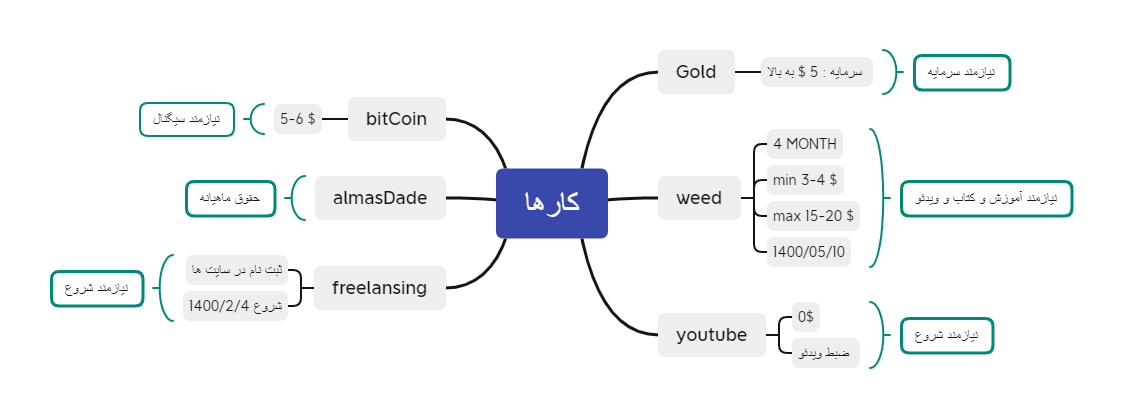 کارها
Gold
سرمایه : 5 $ به بالا
نیازمند سرمایه
weed
4 MONTH
min 3-4 $
max 15-20 $
1400/05/10
نیازمند آموزش و کتاب و ویدئو
youtube
0$
ضبط ویدئو
نیازمند شروع
bitCoin
5-6 $
نیازمند سیگنال
almasDade
حقوق ماهیانه
freelansing
ثبت نام در سایت ها
شروع 1400/2/4
نیازمند شروع